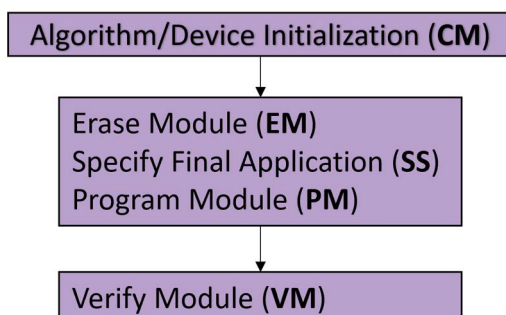 Algorithm/Device Initialization (CM)
Erase Module (EM)
Specify Final Application (SS)
Program Module (PM)
Verify Module (VM)